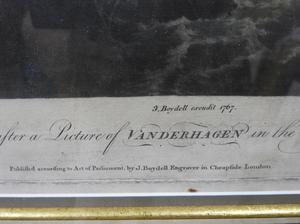 J. Boydell excudit 1767.
after a Picture of VANDERHAGEN in the
Published according to Act of Parliament, by J. Boydell Engraver in Cheapside London